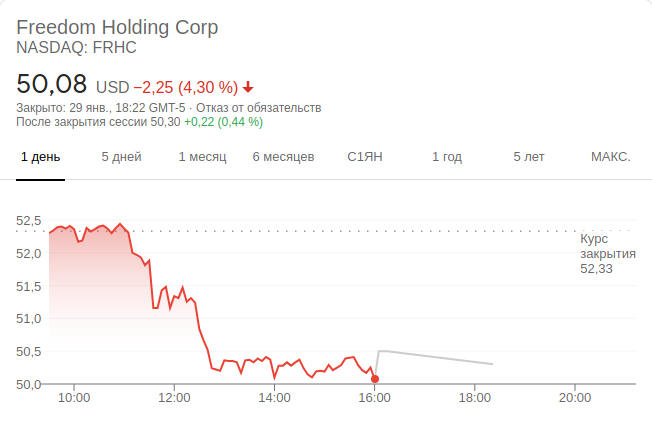 Freedom Holding Corp
NASDAQ: FRHC
50,08 USD −2,25 (4,30 %)
Закрыто: 29 янв., 18:22 GMT-5 · Отказ от обязательств
После закрытия сессии 50,30 +0,22 (0,44 %)
1 день 5 дней 1 месяц 6 месяцев С1ЯН 1 год 5 лет МАКС.
52,5
52,0
51,5
51,0
50,5
50,0
Курс
закрытия
52,33
10:00 12:00 14:00 16:00 18:00 20:00